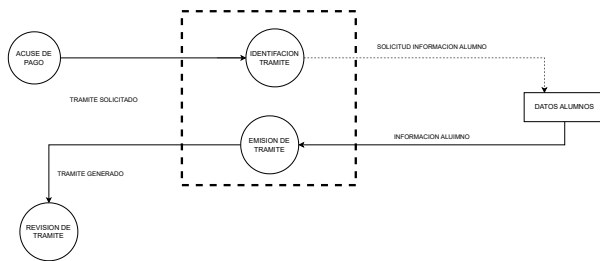 ACUSE DE
PAGO
IDENTIFACION
TRAMITE
SOLICITUD INFORMACION ALUMNO
TRAMITE SOLICITADO
DATOS ALUMNOS
EMISION DE
TRAMITE
INFORMACION ALUIMNO
TRAMITE GENERADO
REVISION DE
TRAMITE